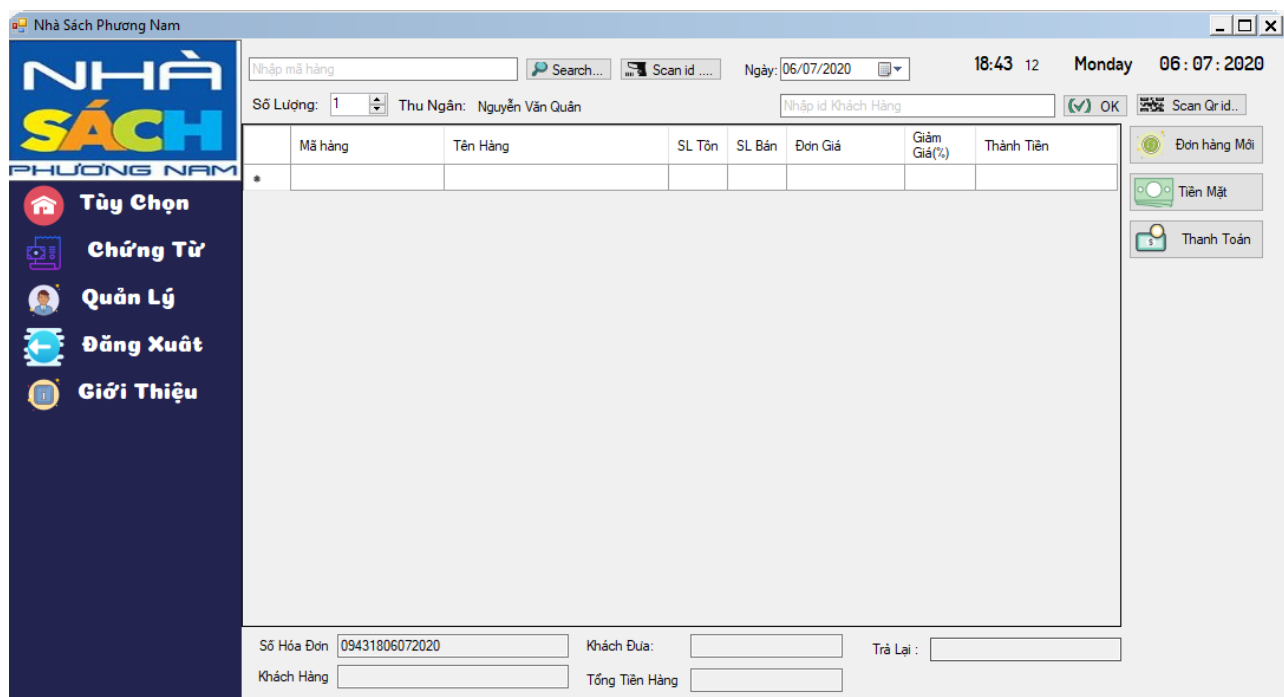 Nhà Sách Phương Nam
NHÀ
SÁCH
PHƯƠNG NAM
Tùy Chọn
Chứng Từ
Quản Lý
Đăng Xuât
Giới Thiệu
Nhập mã hàng Search... Scan id .... Ngày: 06/07/2020 18:43 12 Monday 06:07:2020
Số Lượng: 1 Thu Ngân: Nguyễn Văn Quân Nhập id Khách Hàng OK Scan Qr id..
Mã hàng Tên Hàng SL Tồn SL Bán Đơn Giá Giảm Giá(%) Thành Tiền
Đơn hàng Mới
Tiền Mặt
Thanh Toán
Số Hóa Đơn 09431806072020 Khách Đưa: Trả Lại :
Khách Hàng Tổng Tiền Hàng